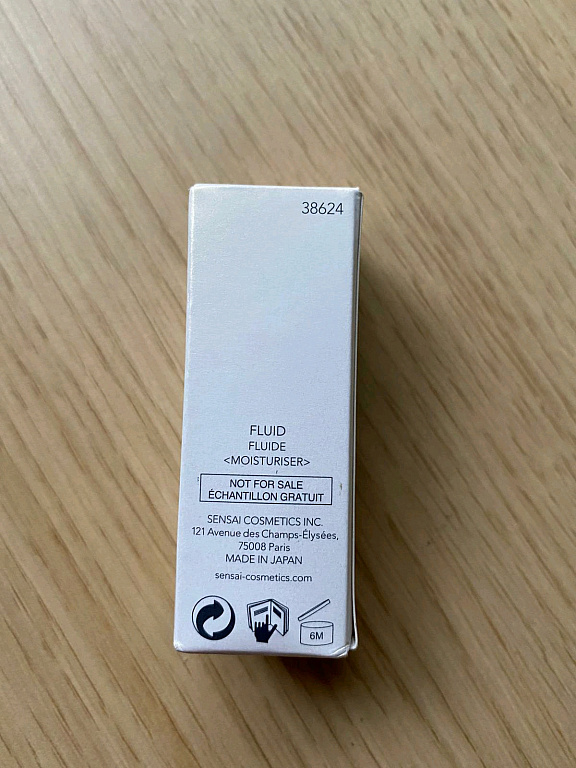 38624
FLUID
FLUIDE
<MOISTURISER>
NOT FOR SALE
ÉCHANTILLON GRATUIT
SENSAI COSMETICS INC.
121 Avenue des Champs-Élysées,
75008 Paris
MADE IN JAPAN
sensai-cosmetics.com
6M